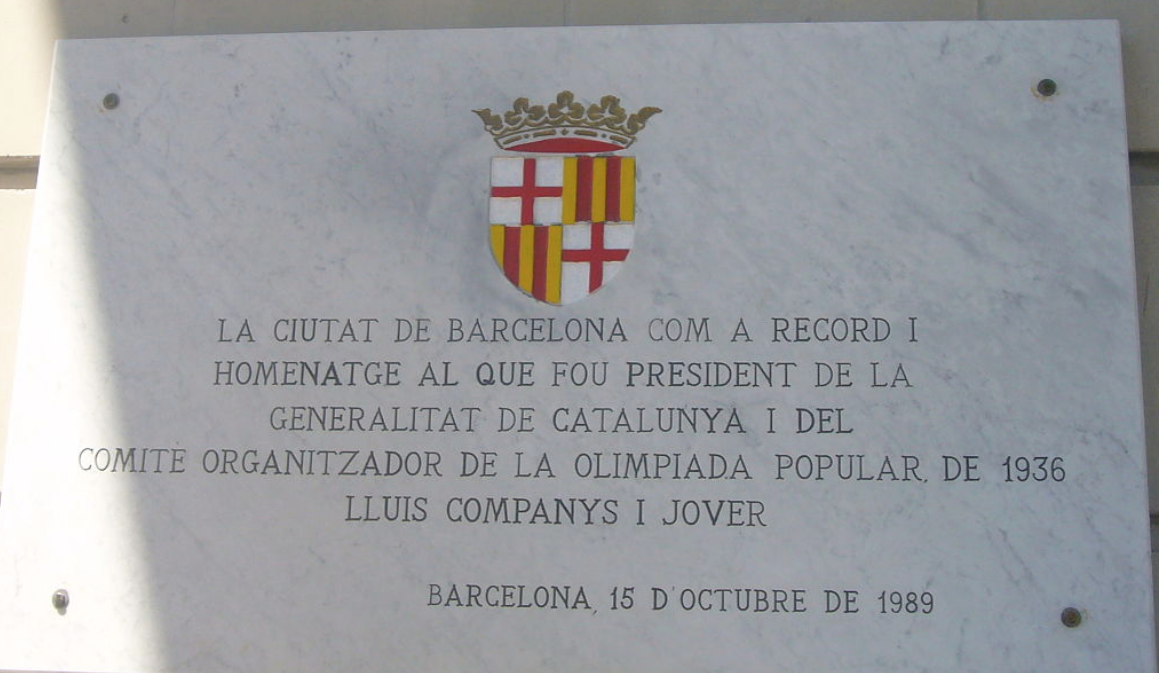 LA CIUTAT DE BARCELONA COM A RECORD I
HOMENATGE AL QUE FOU PRESIDENT DE LA
GENERALITAT DE CATALUNYA I DEL
COMITÈ ORGANITZADOR DE LA OLIMPIADA POPULAR, DE 1936
LLUIS COMPANYS I JOVER
BARCELONA, 15 D'OCTUBRE DE 1989